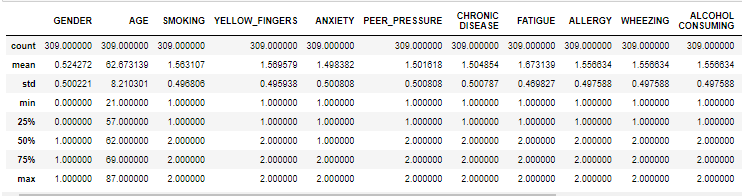 GENDER AGE SMOKING YELLOW_FINGERS ANXIETY PEER_PRESSURE CHRONIC DISEASE FATIGUE ALLERGY WHEEZING ALCOHOL CONSUMING
count 309.000000 309.000000 309.000000 309.000000 309.000000 309.000000 309.000000 309.000000 309.000000 309.000000 309.000000
mean 0.524272 62.673139 1.563107 1.569579 1.498382 1.501618 1.504854 1.673139 1.556634 1.556634 1.556634
std 0.500221 8.210301 0.496806 0.495938 0.500808 0.500808 0.500787 0.469827 0.497588 0.497588 0.497588
min 0.000000 21.000000 1.000000 1.000000 1.000000 1.000000 1.000000 1.000000 1.000000 1.000000 1.000000
25% 0.000000 57.000000 1.000000 1.000000 1.000000 1.000000 1.000000 1.000000 1.000000 1.000000 1.000000
50% 1.000000 62.000000 2.000000 2.000000 1.000000 2.000000 2.000000 2.000000 2.000000 2.000000 2.000000
75% 1.000000 69.000000 2.000000 2.000000 2.000000 2.000000 2.000000 2.000000 2.000000 2.000000 2.000000
max 1.000000 87.000000 2.000000 2.000000 2.000000 2.000000 2.000000 2.000000 2.000000 2.000000 2.000000